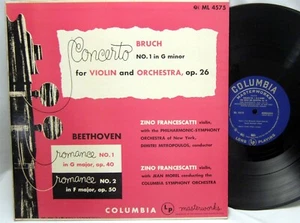 ML 4575
Concerto
BRUCH
NO. 1 in G minor
for VIOLIN and ORCHESTRA, op. 26
ZINO FRANCESCATTI violin,
with the PHILHARMONIC-SYMPHONY
ORCHESTRA of New York,
DIMITRI MITROPOULOS, conductor
BEETHOVEN
romance NO. 1
in G major, op. 40
romance NO. 2
in F major, op. 50
ZINO FRANCESCATTI violin,
with JEAN MOREL conducting the
COLUMBIA SYMPHONY ORCHESTRA
COLUMBIA LP masterworks
COLUMBIA
MASTERWORKS